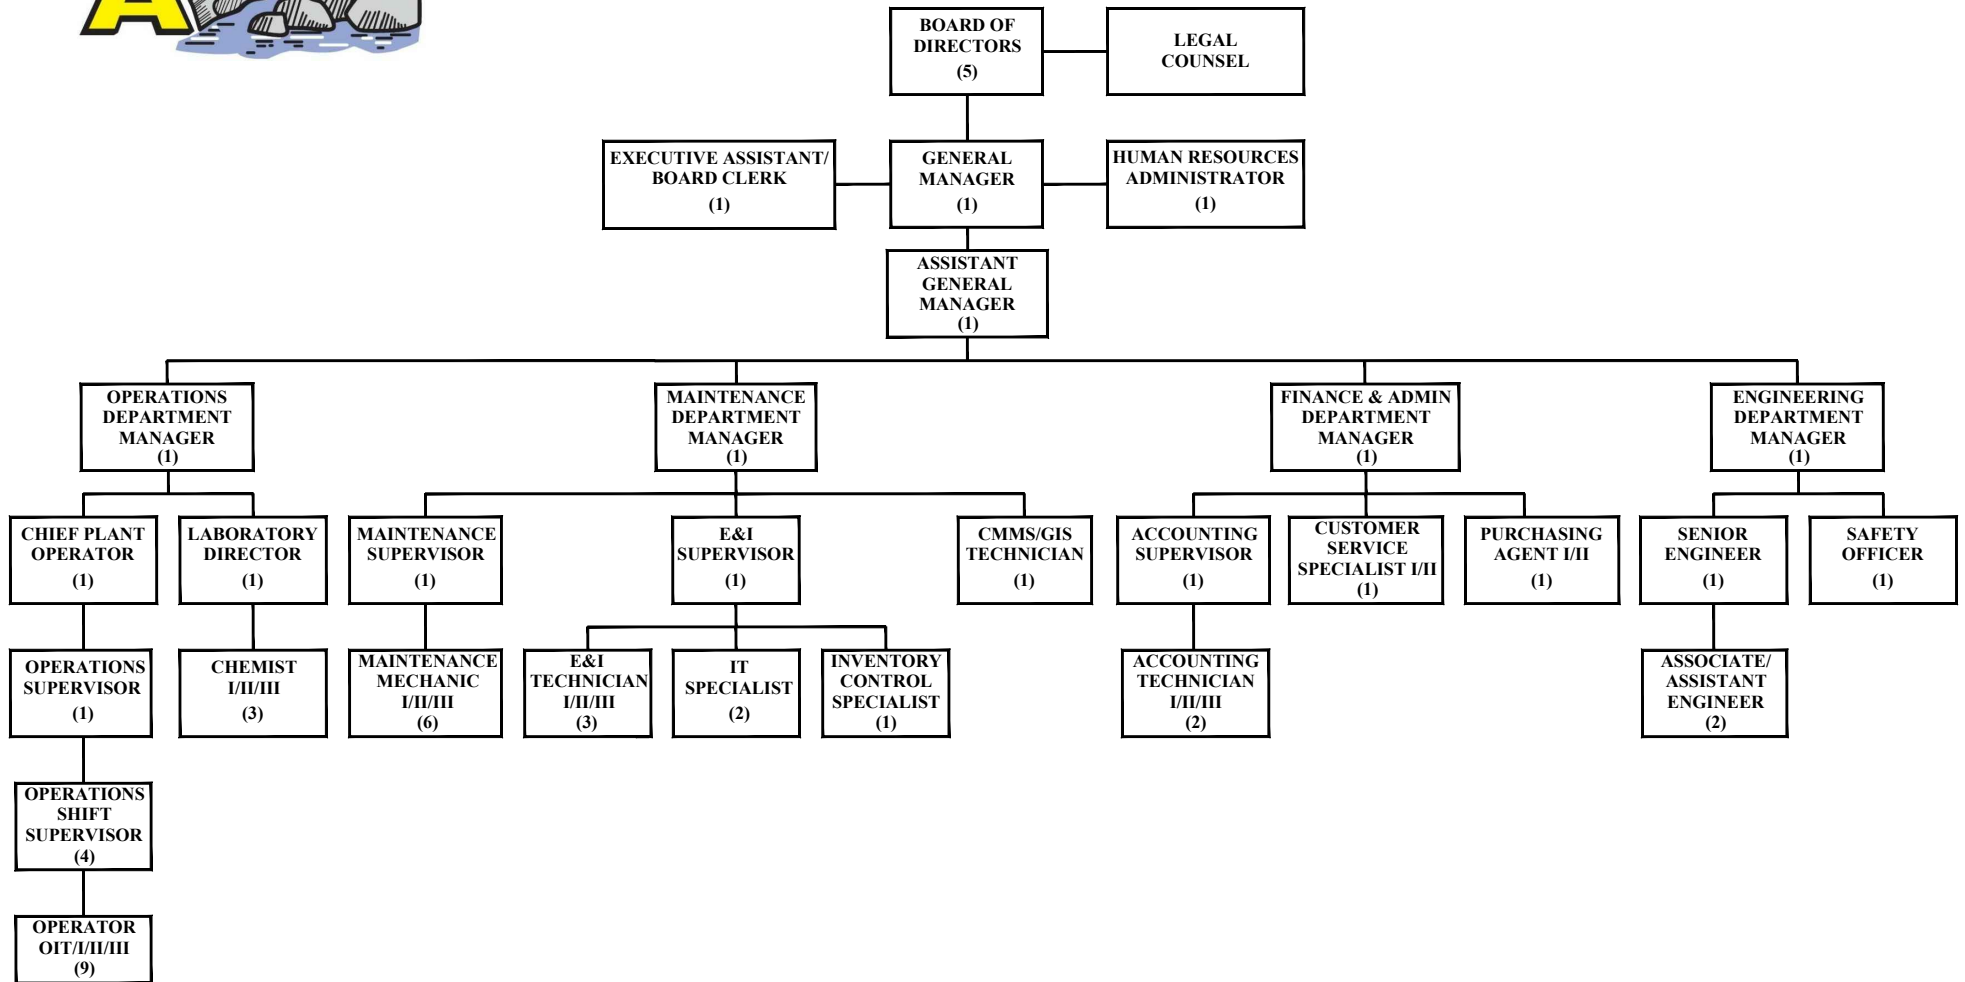 A
BOARD OF
DIRECTORS
(5)
LEGAL
COUNSEL
EXECUTIVE ASSISTANT/
BOARD CLERK
(1)
GENERAL
MANAGER
(1)
HUMAN RESOURCES
ADMINISTRATOR
(1)
ASSISTANT
GENERAL
MANAGER
(1)
OPERATIONS
DEPARTMENT
MANAGER
(1)
MAINTENANCE
DEPARTMENT
MANAGER
(1)
FINANCE & ADMIN
DEPARTMENT
MANAGER
(1)
ENGINEERING
DEPARTMENT
MANAGER
(1)
CHIEF PLANT
OPERATOR
(1)
LABORATORY
DIRECTOR
(1)
MAINTENANCE
SUPERVISOR
(1)
E&I
SUPERVISOR
(1)
CMMS/GIS
TECHNICIAN
(1)
ACCOUNTING
SUPERVISOR
(1)
CUSTOMER
SERVICE
SPECIALIST I/II
(1)
PURCHASING
AGENT I/II
(1)
SENIOR
ENGINEER
(1)
SAFETY
OFFICER
(1)
OPERATIONS
SUPERVISOR
(1)
CHEMIST
I/II/III
(3)
MAINTENANCE
MECHANIC
I/II/III
(6)
E&I
TECHNICIAN
I/II/III
(3)
IT
SPECIALIST
(2)
INVENTORY
CONTROL
SPECIALIST
(1)
ACCOUNTING
TECHNICIAN
I/II/III
(2)
ASSOCIATE/
ASSISTANT
ENGINEER
(2)
OPERATIONS
SHIFT
SUPERVISOR
(4)
OPERATOR
OIT/I/II/III
(9)